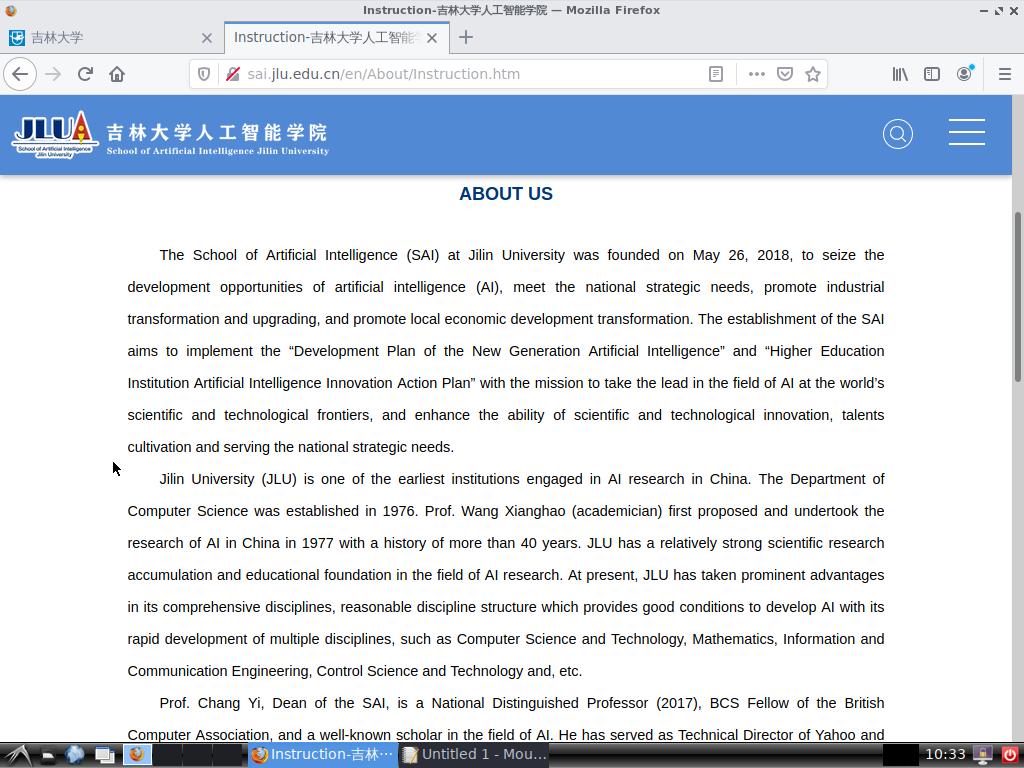 Instruction-吉林大学人工智能学院 — Mozilla Firefox
吉林大学
Instruction-吉林大学人工智能学
sai.jlu.edu.cn/en/About/Instruction.htm
JLUAI
School of Artificial Intelligence
Jilin University
吉林大学人工智能学院
School of Artificial Intelligence Jilin University
ABOUT US
The School of Artificial Intelligence (SAI) at Jilin University was founded on May 26, 2018, to seize the
development opportunities of artificial intelligence (AI), meet the national strategic needs, promote industrial
transformation and upgrading, and promote local economic development transformation. The establishment of the SAI
aims to implement the “Development Plan of the New Generation Artificial Intelligence” and “Higher Education
Institution Artificial Intelligence Innovation Action Plan” with the mission to take the lead in the field of AI at the world’s
scientific and technological frontiers, and enhance the ability of scientific and technological innovation, talents
cultivation and serving the national strategic needs.
Jilin University (JLU) is one of the earliest institutions engaged in AI research in China. The Department of
Computer Science was established in 1976. Prof. Wang Xianghao (academician) first proposed and undertook the
research of AI in China in 1977 with a history of more than 40 years. JLU has a relatively strong scientific research
accumulation and educational foundation in the field of AI research. At present, JLU has taken prominent advantages
in its comprehensive disciplines, reasonable discipline structure which provides good conditions to develop AI with its
rapid development of multiple disciplines, such as Computer Science and Technology, Mathematics, Information and
Communication Engineering, Control Science and Technology and, etc.
Prof. Chang Yi, Dean of the SAI, is a National Distinguished Professor (2017), BCS Fellow of the British
Computer Association, and a well-known scholar in the field of AI. He has served as Technical Director of Yahoo and
Instruction-吉林···
Untitled 1 - Mou...
10:33